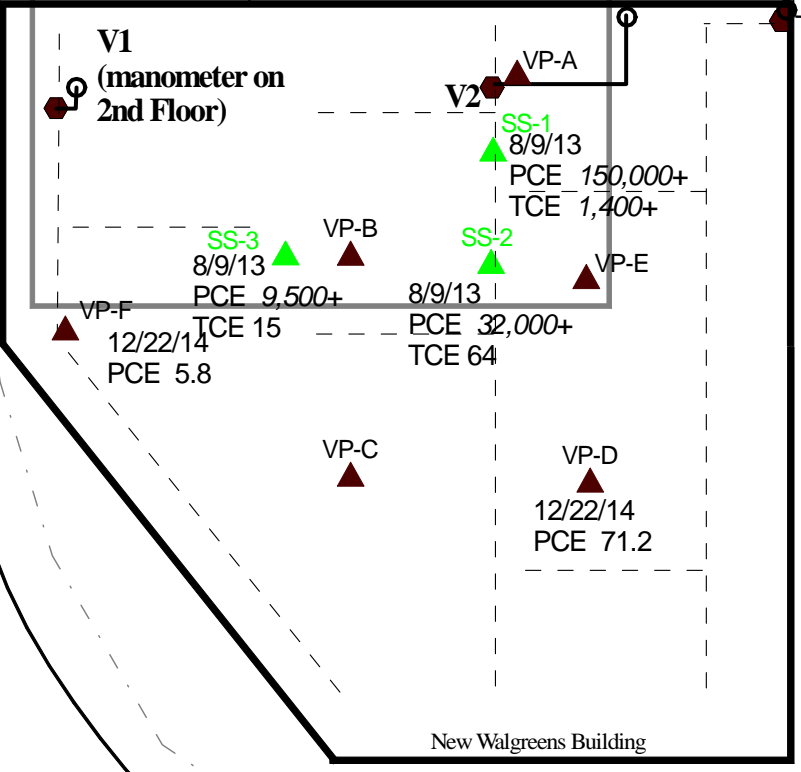 V1
(manometer on
2nd Floor)
VP-A
V2
SS-1
8/9/13
PCE 150,000+
TCE 1,400+
VP-B
SS-3
8/9/13
PCE 9,500+
TCE 15
SS-2
8/9/13
PCE 32,000+
TCE 64
VP-E
VP-F
12/22/14
PCE 5.8
VP-C
VP-D
12/22/14
PCE 71.2
New Walgreens Building